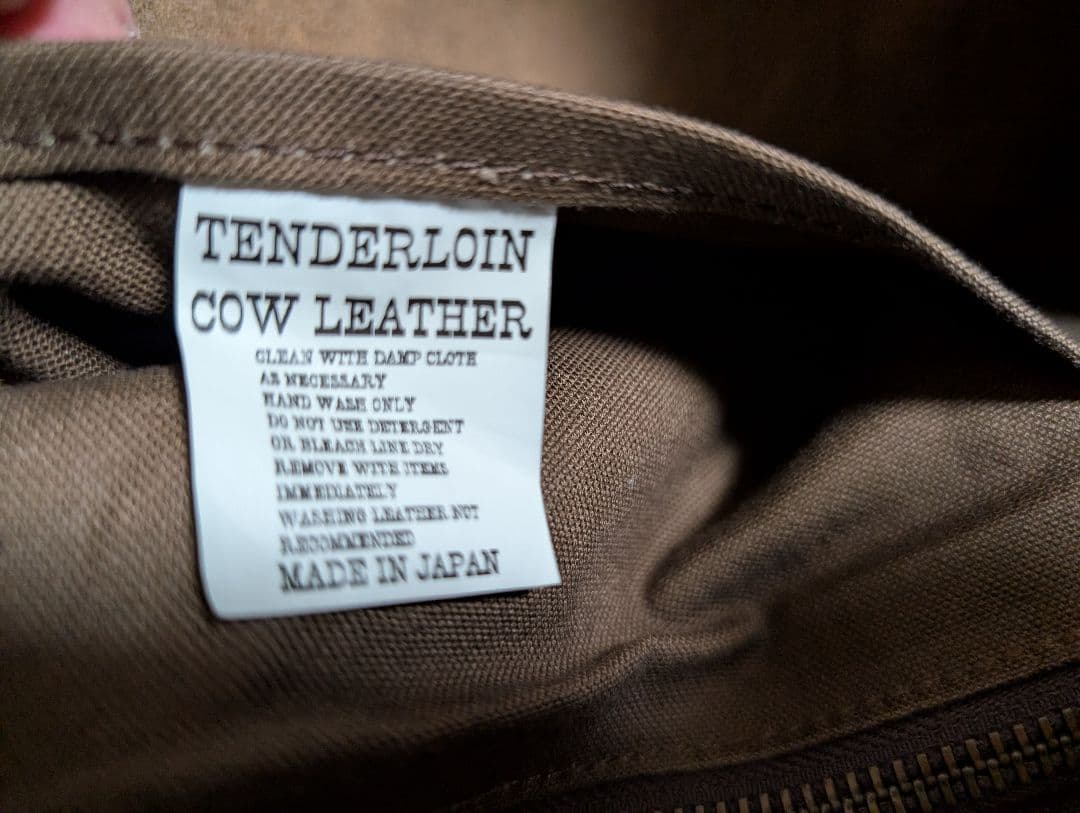 TENDERLOIN
COW LEATHER
CLEAN WITH DAMP CLOTH
AS NECESSARY
HAND WASH ONLY
DO NOT USE DETERGENT
OR BLEACH LINE DRY
REMOVE WITH ITEMS
IMMEDIATELY
WASHING LEATHER NOT
RECOMMENDED
MADE IN JAPAN